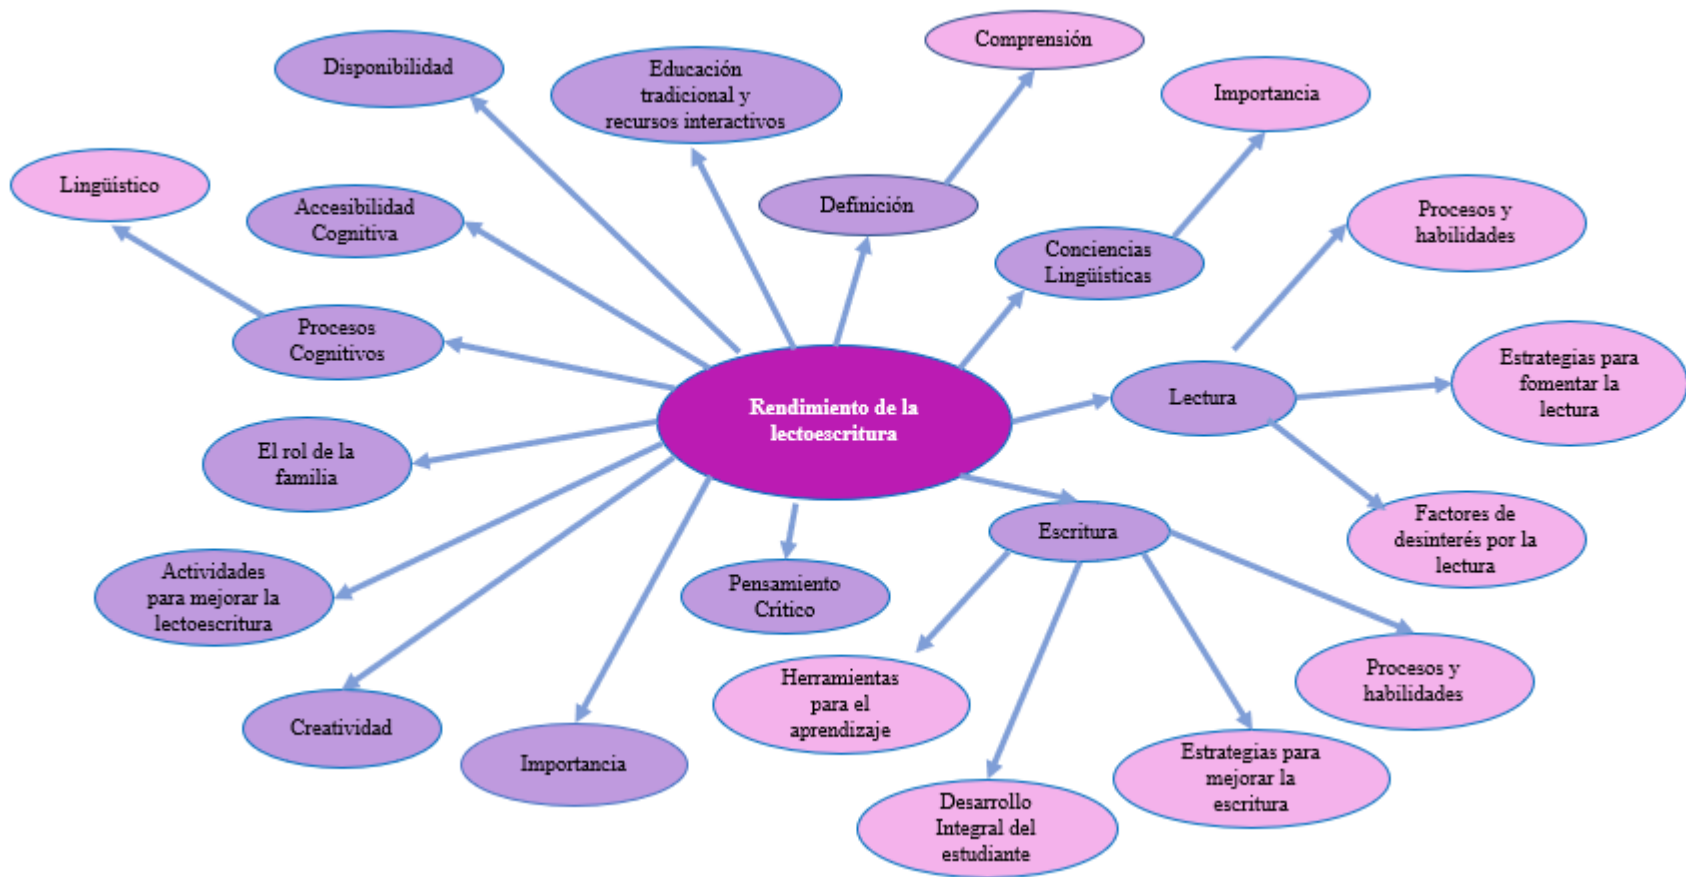 Comprensión
Disponibilidad
Educación
tradicional y
recursos interactivos
Importancia
Lingüístico
Accesibilidad
Cognitiva
Definición
Conciencias
Lingüísticas
Procesos y
habilidades
Procesos
Cognitivos
Rendimiento de la
lectoescritura
Lectura
Estrategias para
fomentar la
lectura
El rol de la
familia
Escritura
Factores de
desinterés por la
lectura
Actividades
para mejorar la
lectoescritura
Pensamiento
Crítico
Herramientas
para el
aprendizaje
Procesos y
habilidades
Creatividad
Importancia
Estrategias para
mejorar la
escritura
Desarrollo
Integral del
estudiante